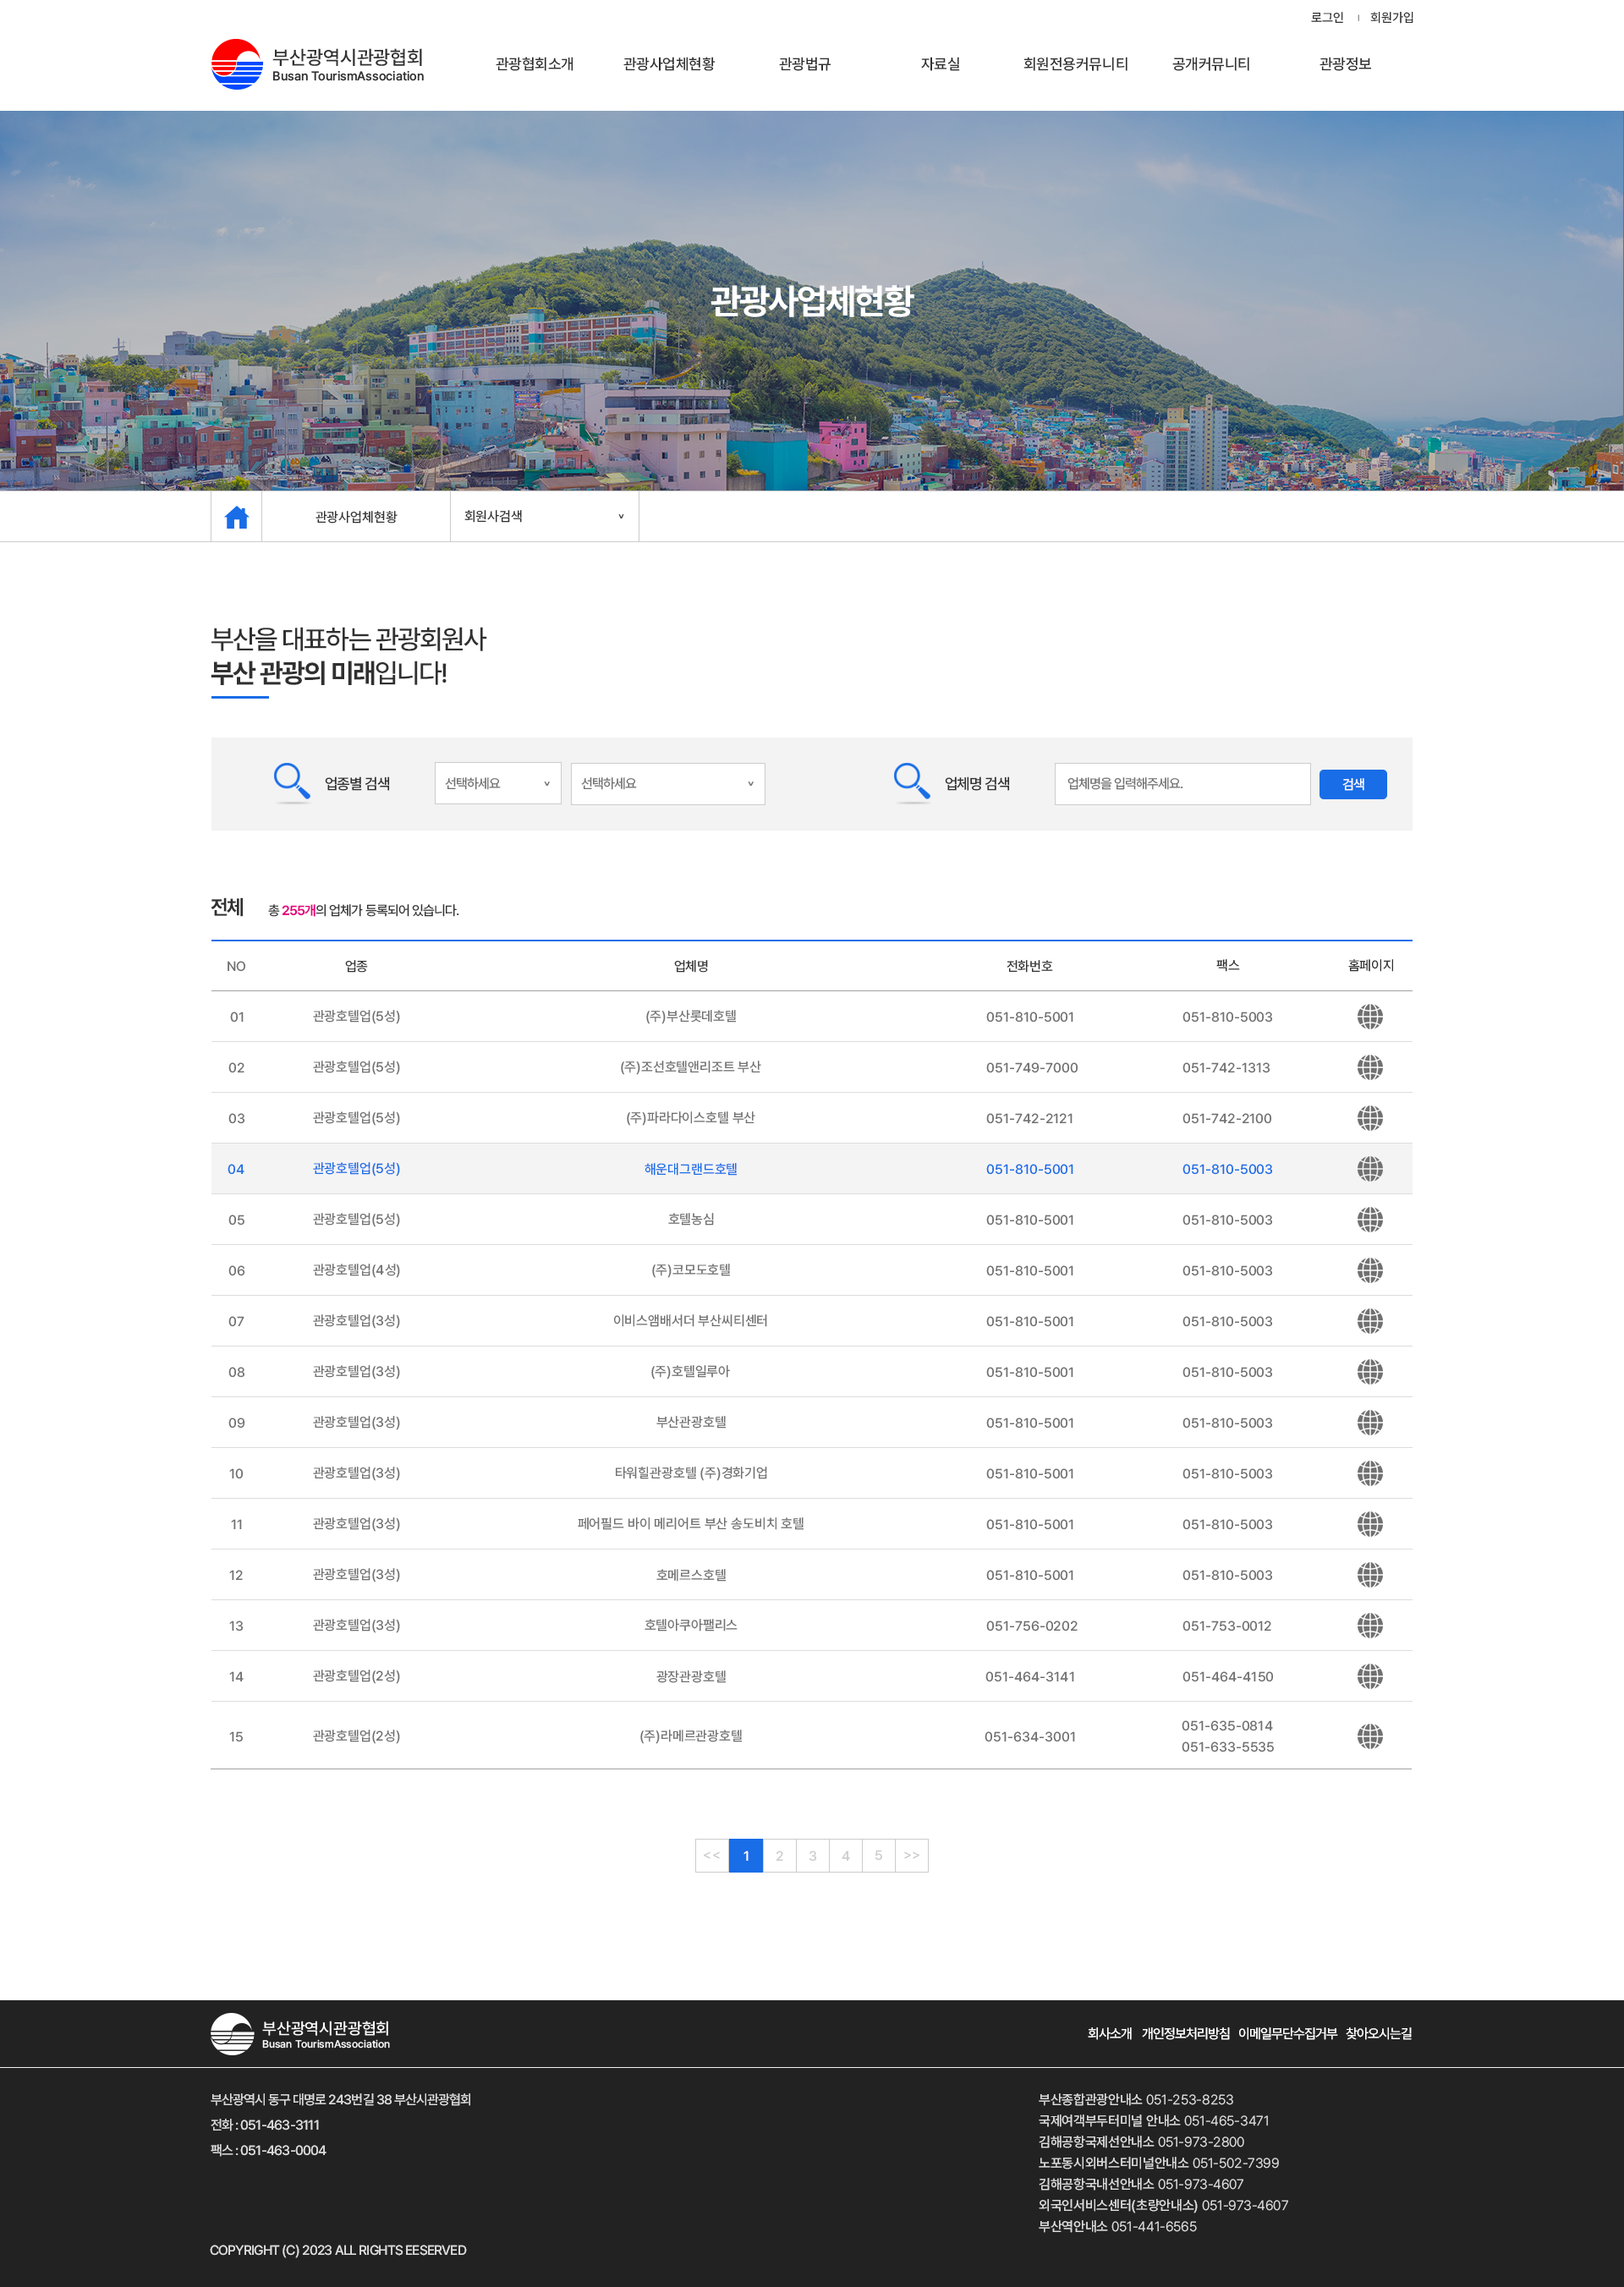 로그인 | 회원가입
부산광역시관광협회
Busan TourismAssociation
관광협회소개 관광사업체현황 관광법규 자료실 회원전용커뮤니티 공개커뮤니티 관광정보
관광사업체현황
관광사업체현황 회원사검색 v
부산을 대표하는 관광회원사
부산 관광의 미래입니다!
업종별 검색 선택하세요 v 선택하세요 v 업체명 검색 업체명을 입력해주세요. 검색
전체 총 255개의 업체가 등록되어 있습니다.
NO 업종 업체명 전화번호 팩스 홈페이지
01 관광호텔업(5성) (주)부산롯데호텔 051-810-5001 051-810-5003
02 관광호텔업(5성) (주)조선호텔앤리조트 부산 051-749-7000 051-742-1313
03 관광호텔업(5성) (주)파라다이스호텔 부산 051-742-2121 051-742-2100
04 관광호텔업(5성) 해운대그랜드호텔 051-810-5001 051-810-5003
05 관광호텔업(5성) 호텔농심 051-810-5001 051-810-5003
06 관광호텔업(4성) (주)코모도호텔 051-810-5001 051-810-5003
07 관광호텔업(3성) 이비스앰배서더 부산씨티센터 051-810-5001 051-810-5003
08 관광호텔업(3성) (주)호텔일루아 051-810-5001 051-810-5003
09 관광호텔업(3성) 부산관광호텔 051-810-5001 051-810-5003
10 관광호텔업(3성) 타워힐관광호텔 (주)경화기업 051-810-5001 051-810-5003
11 관광호텔업(3성) 페어필드 바이 메리어트 부산 송도비치 호텔 051-810-5001 051-810-5003
12 관광호텔업(3성) 호메르스호텔 051-810-5001 051-810-5003
13 관광호텔업(3성) 호텔아쿠아팰리스 051-756-0202 051-753-0012
14 관광호텔업(2성) 광장관광호텔 051-464-3141 051-464-4150
15 관광호텔업(2성) (주)라메르관광호텔 051-634-3001 051-635-0814
051-633-5535
<< 1 2 3 4 5 >>
부산광역시관광협회
Busan TourismAssociation
회사소개 개인정보처리방침 이메일무단수집거부 찾아오시는길
부산광역시 동구 대명로 243번길 38 부산시관광협회
전화 : 051-463-3111
팩스 : 051-463-0004
COPYRIGHT (C) 2023 ALL RIGHTS EESERVED
부산종합관광안내소 051-253-8253
국제여객부두터미널 안내소 051-465-3471
김해공항국제선안내소 051-973-2800
노포동시외버스터미널안내소 051-502-7399
김해공항국내선안내소 051-973-4607
외국인서비스센터(초량안내소) 051-973-4607
부산역안내소 051-441-6565